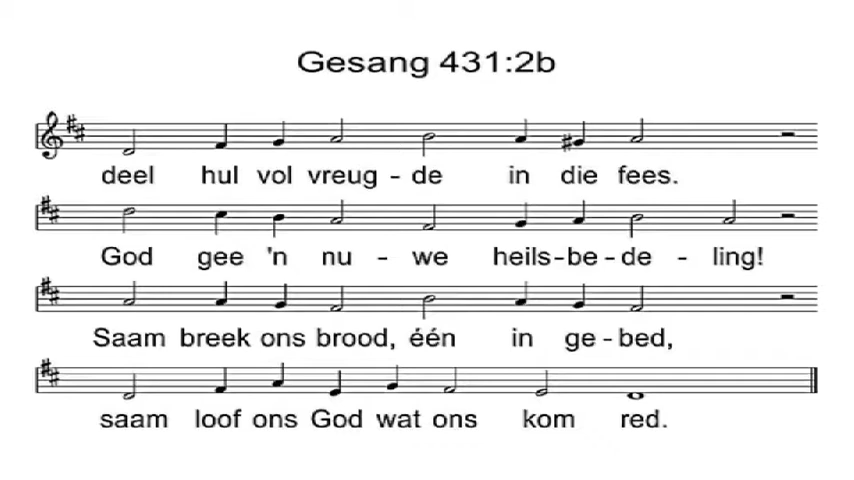 Gesang 431:2b
deel hul vol vreug - de in die fees.
God gee 'n nu - we heils-be-de - ling!
Saam breek ons brood, één in ge-bed,
saam loof ons God wat ons kom red.